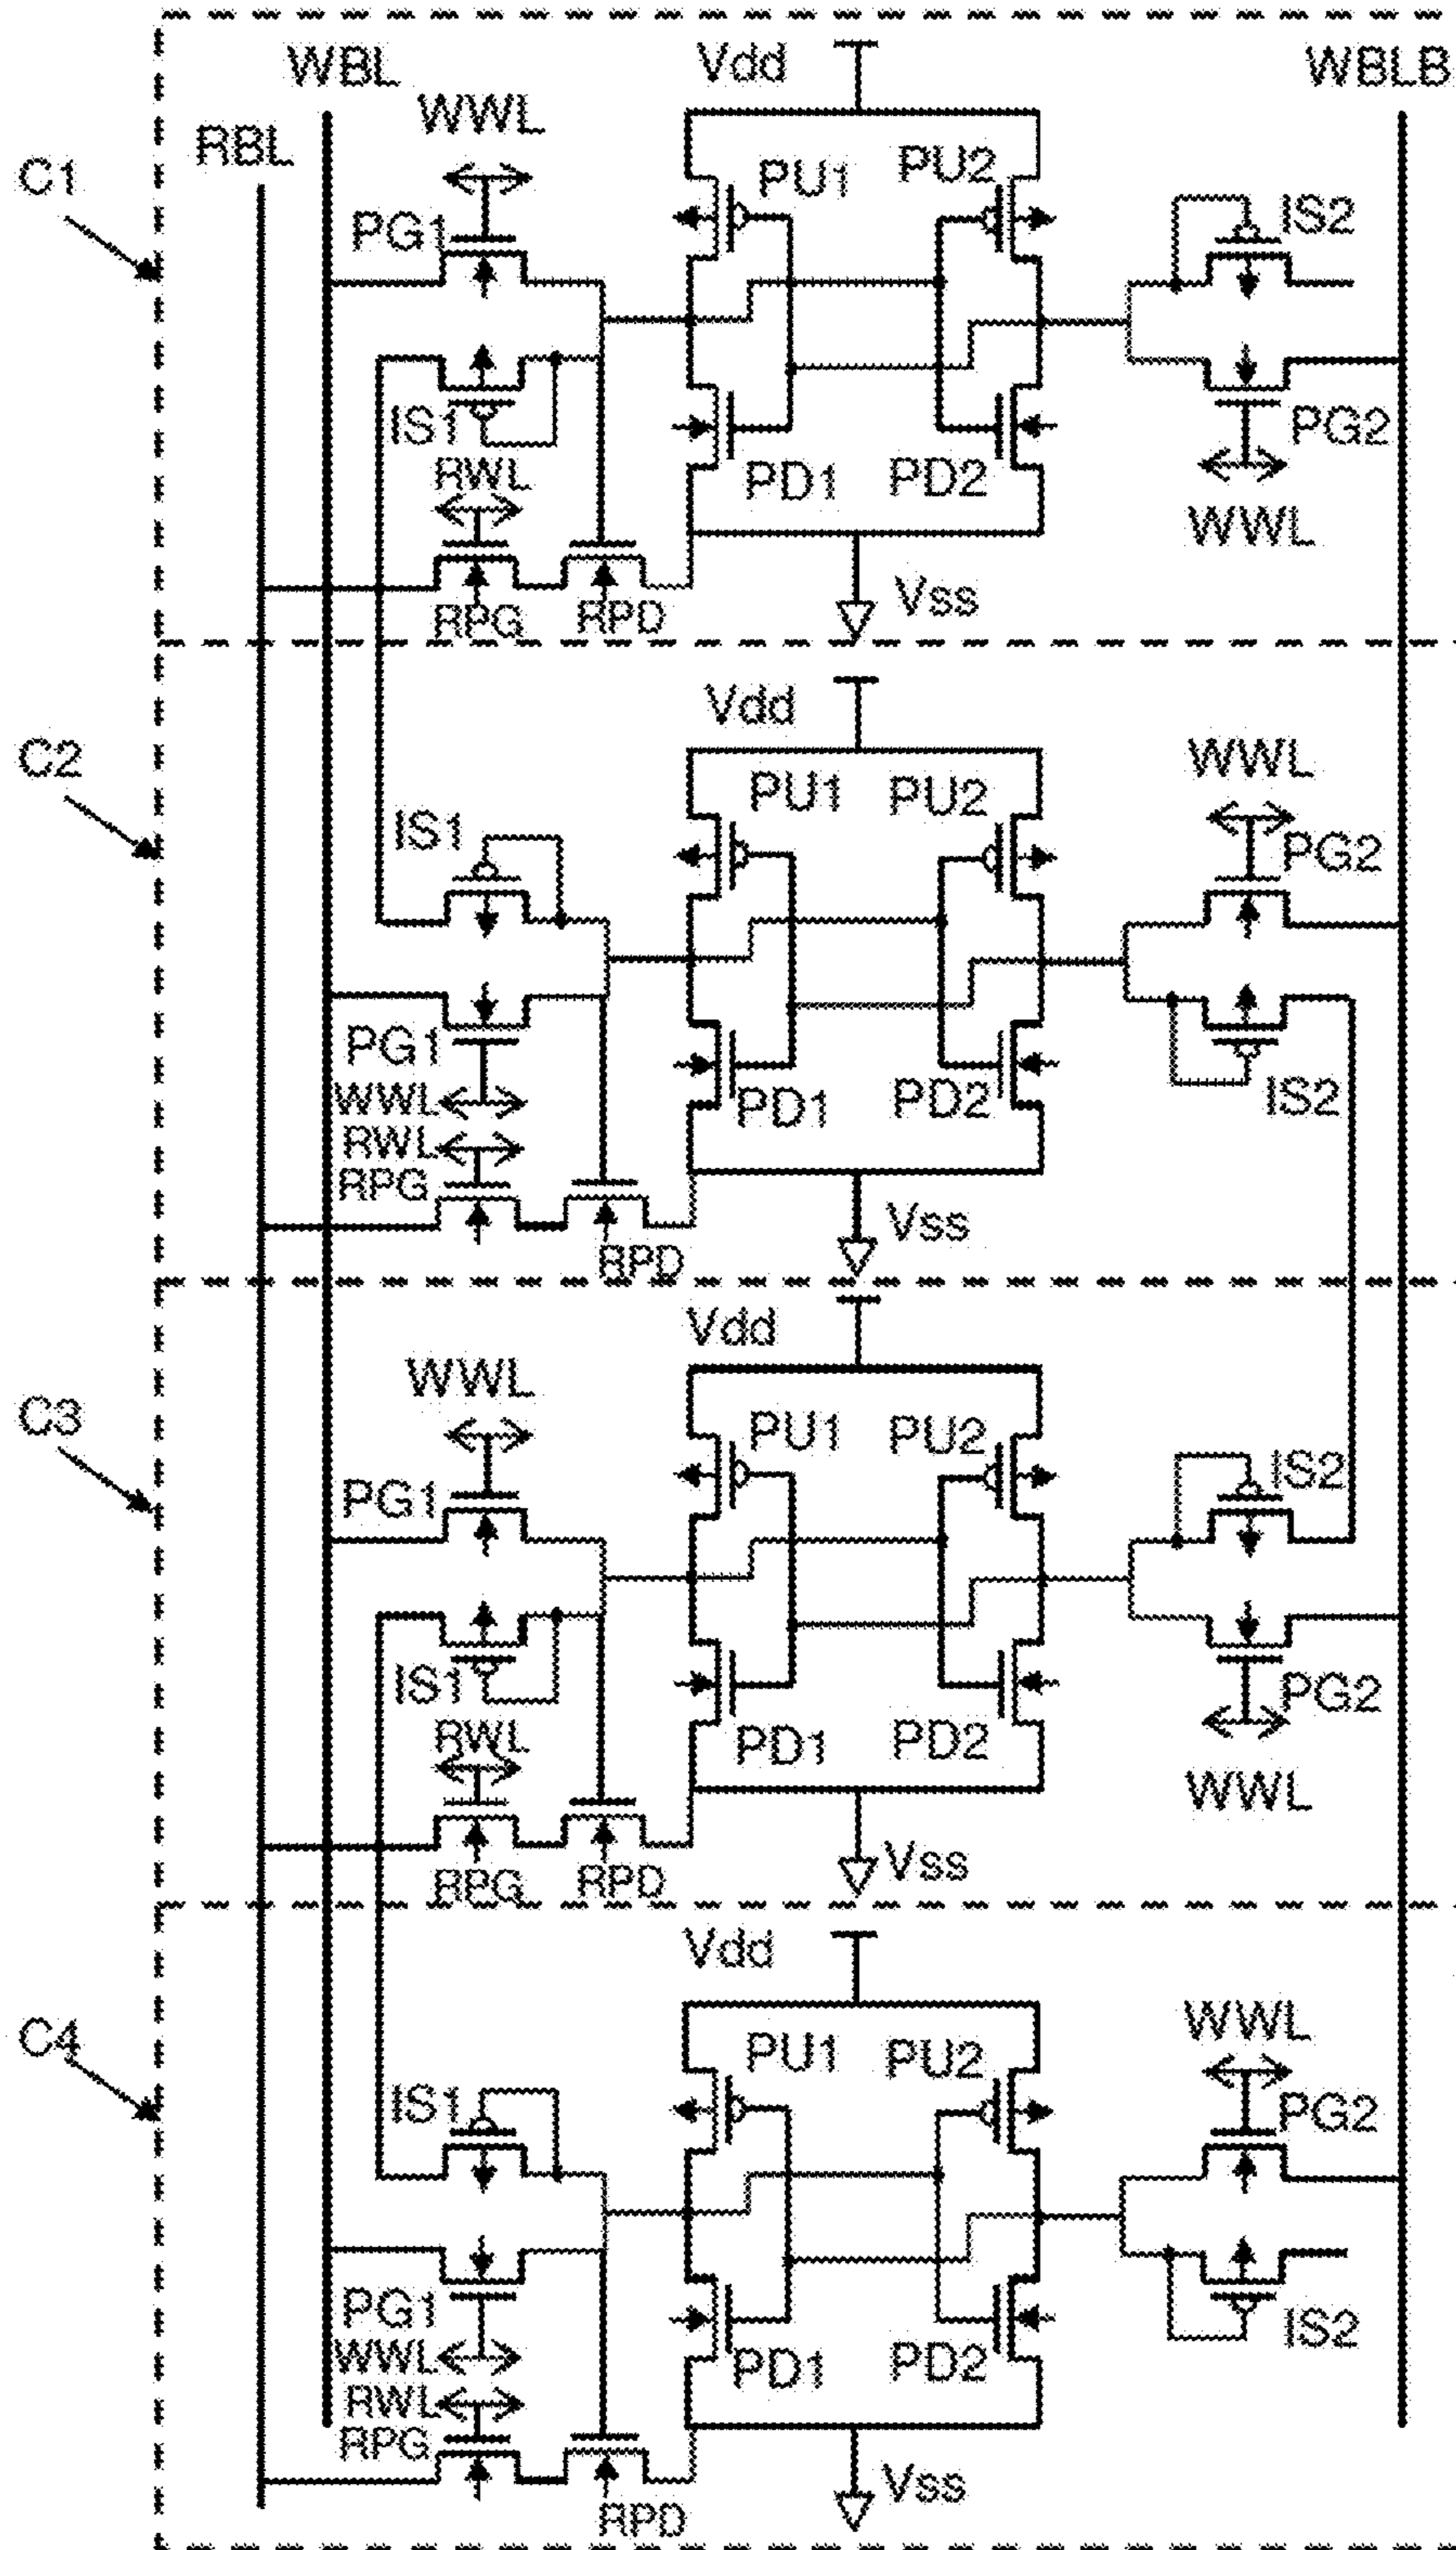 WBL
Vdd
WBLB
RBL
WWL
C1
PU1
PU2
PG1
IS2
IS1
PG2
RWL
PD1
PD2
WWL
RPG
RPD
Vss
Vdd
C2
WWL
IS1
PU1
PU2
PG2
PG1
WWL
PD1
PD2
IS2
RWL
RPG
Vss
RPD
Vdd
WWL
C3
PU1
PU2
PG1
IS2
IS1
PG2
RWL
PD1
PD2
WWL
RPG
RPD
Vss
Vdd
WWL
C4
IS1
PU1
PU2
PG2
PG1
WWL
PD1
PD2
IS2
RWL
RPG
Vss
RPD